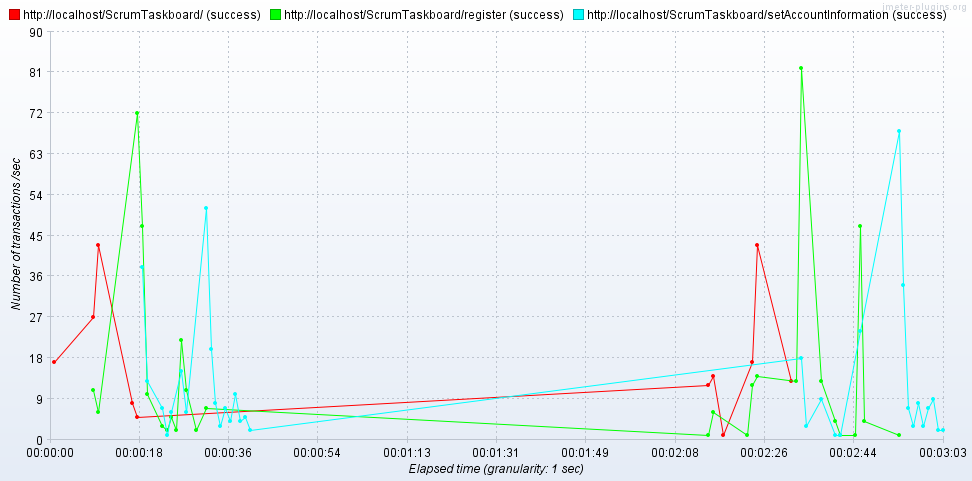 http://localhost/ScrumTaskboard/ (success) http://localhost/ScrumTaskboard/register (success) http://localhost/ScrumTaskboard/setAccountInformation (success)
jmeter-plugins.org
90
81
72
63
54
45
36
27
18
9
0
Number of transactions /sec
00:00:00 00:00:18 00:00:36 00:00:54 00:01:13 00:01:31 00:01:49 00:02:08 00:02:26 00:02:44 00:03:03
Elapsed time (granularity: 1 sec)